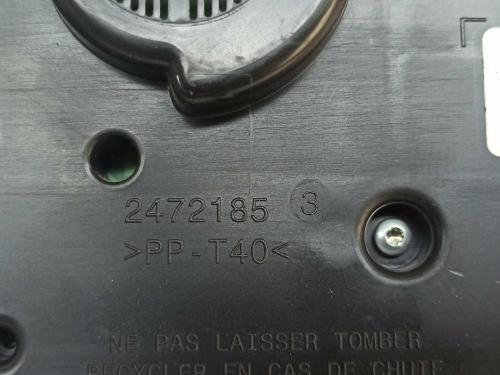 2472185 3
>PP-T40<
NE PAS LAISSER TOMBER
RECYCLER EN CAS DE CHUTE